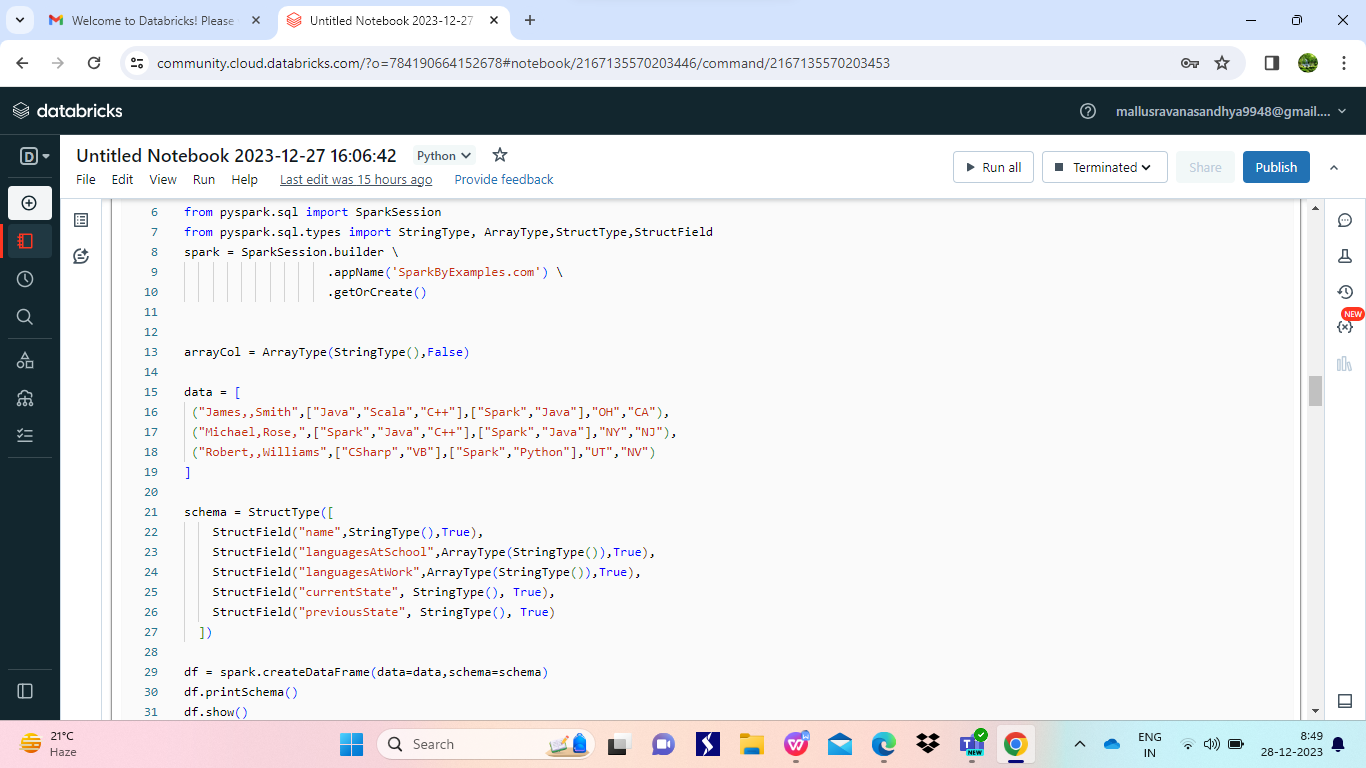 Welcome to Databricks! Please
Untitled Notebook 2023-12-27
community.cloud.databricks.com/?o=784190664152678#notebook/2167135570203446/command/2167135570203453
databricks
mallusravanasandhya9948@gmail....
D
Untitled Notebook 2023-12-27 16:06:42
Python
File Edit View Run Help Last edit was 15 hours ago Provide feedback
Run all
Terminated
Share
Publish
NEW
6 from pyspark.sql import SparkSession
7 from pyspark.sql.types import StringType, ArrayType,StructType,StructField
8 spark = SparkSession.builder \
9 .appName('SparkByExamples.com') \
10 .getOrCreate()
11
12
13 arrayCol = ArrayType(StringType(),False)
14
15 data = [
16 ("James,,Smith",["Java","Scala","C++"],["Spark","Java"],"OH","CA"),
17 ("Michael,Rose,",["Spark","Java","C++"],["Spark","Java"],"NY","NJ"),
18 ("Robert,,Williams",["CSharp","VB"],["Spark","Python"],"UT","NV")
19 ]
20
21 schema = StructType([
22 StructField("name",StringType(),True),
23 StructField("languagesAtSchool",ArrayType(StringType()),True),
24 StructField("languagesAtWork",ArrayType(StringType()),True),
25 StructField("currentState", StringType(), True),
26 StructField("previousState", StringType(), True)
27 ])
28
29 df = spark.createDataFrame(data=data,schema=schema)
30 df.printSchema()
31 df.show()
21°C
Haze
Search
NEW
ENG
IN
8:49
28-12-2023